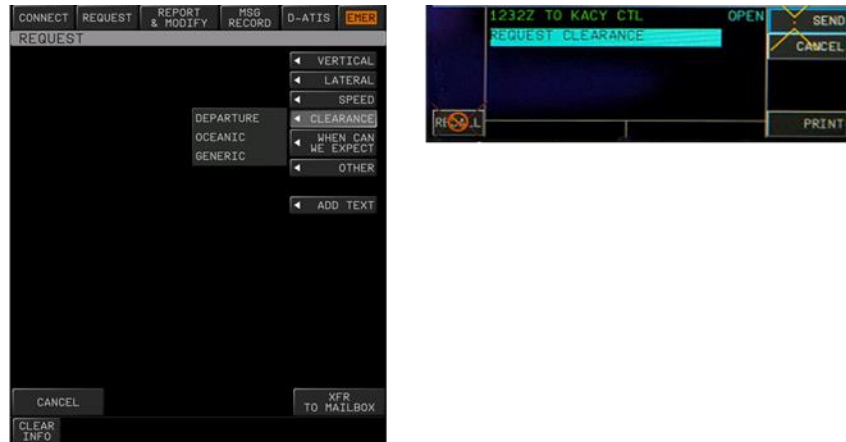 CONNECT REQUEST REPORT & MODIFY MSG RECORD D-ATIS EMER
REQUEST
VERTICAL
LATERAL
SPEED
DEPARTURE CLEARANCE
OCEANIC WHEN CAN WE EXPECT
GENERIC
OTHER
ADD TEXT
CANCEL XFR TO MAILBOX
CLEAR INFO
1232Z TO KACY CTL OPEN SEND
REQUEST CLEARANCE
CANCEL
PRINT